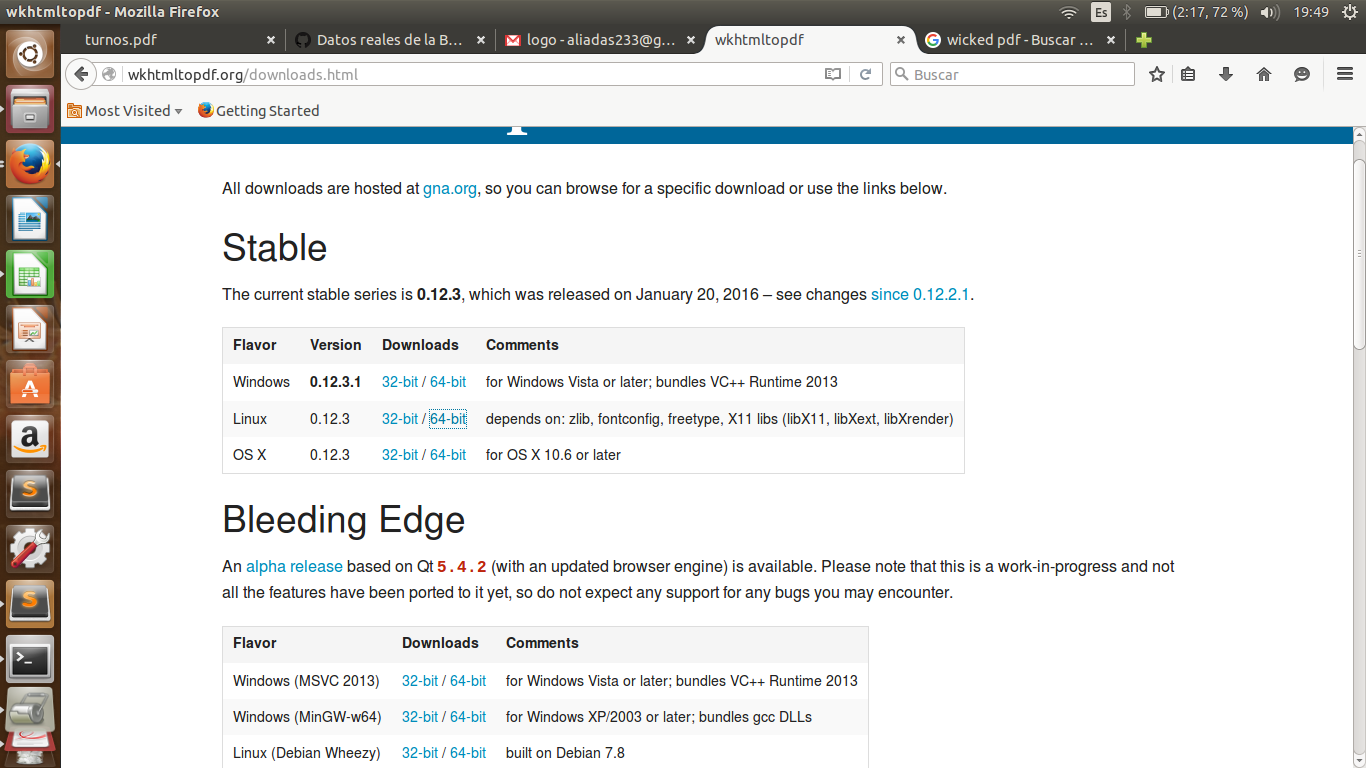 wkhtmltopdf - Mozilla Firefox
Es
(2:17, 72 %)
19:49
turnos.pdf
Datos reales de la B...
logo - aliadas233@g...
wkhtmltopdf
wicked pdf - Buscar ...
wkhtmltopdf.org/downloads.html
Buscar
Most Visited
Getting Started
All downloads are hosted at gna.org, so you can browse for a specific download or use the links below.
Stable
The current stable series is 0.12.3, which was released on January 20, 2016 – see changes since 0.12.2.1.
Flavor Version Downloads Comments
Windows 0.12.3.1 32-bit / 64-bit for Windows Vista or later; bundles VC++ Runtime 2013
Linux 0.12.3 32-bit / 64-bit depends on: zlib, fontconfig, freetype, X11 libs (libX11, libXext, libXrender)
OS X 0.12.3 32-bit / 64-bit for OS X 10.6 or later
Bleeding Edge
An alpha release based on Qt 5.4.2 (with an updated browser engine) is available. Please note that this is a work-in-progress and not
all the features have been ported to it yet, so do not expect any support for any bugs you may encounter.
Flavor Downloads Comments
Windows (MSVC 2013) 32-bit / 64-bit for Windows Vista or later; bundles VC++ Runtime 2013
Windows (MinGW-w64) 32-bit / 64-bit for Windows XP/2003 or later; bundles gcc DLLs
Linux (Debian Wheezy) 32-bit / 64-bit built on Debian 7.8